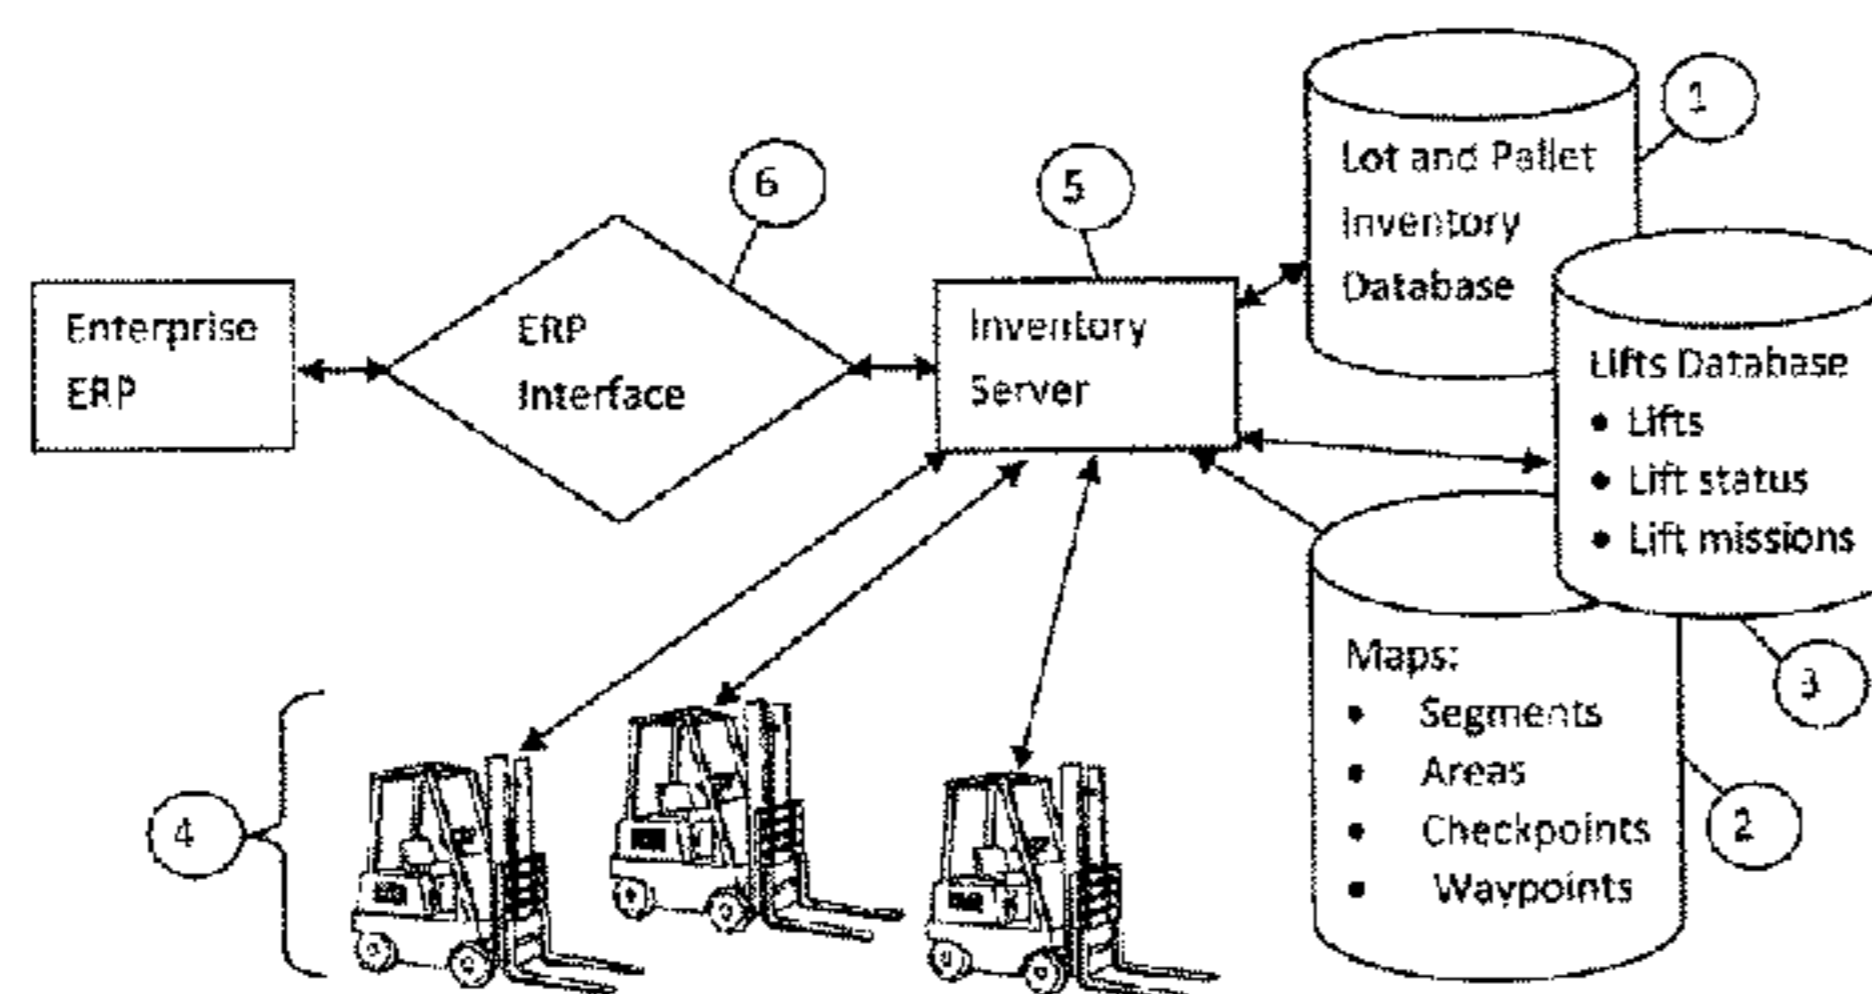 1
Lot and Pallet
Inventory
Database
6
5
Enterprise
ERP
ERP
Interface
Inventory
Server
Lifts Database
• Lifts
• Lift status
• Lift missions
3
Maps:
• Segments
• Areas
• Checkpoints
• Waypoints
2
4